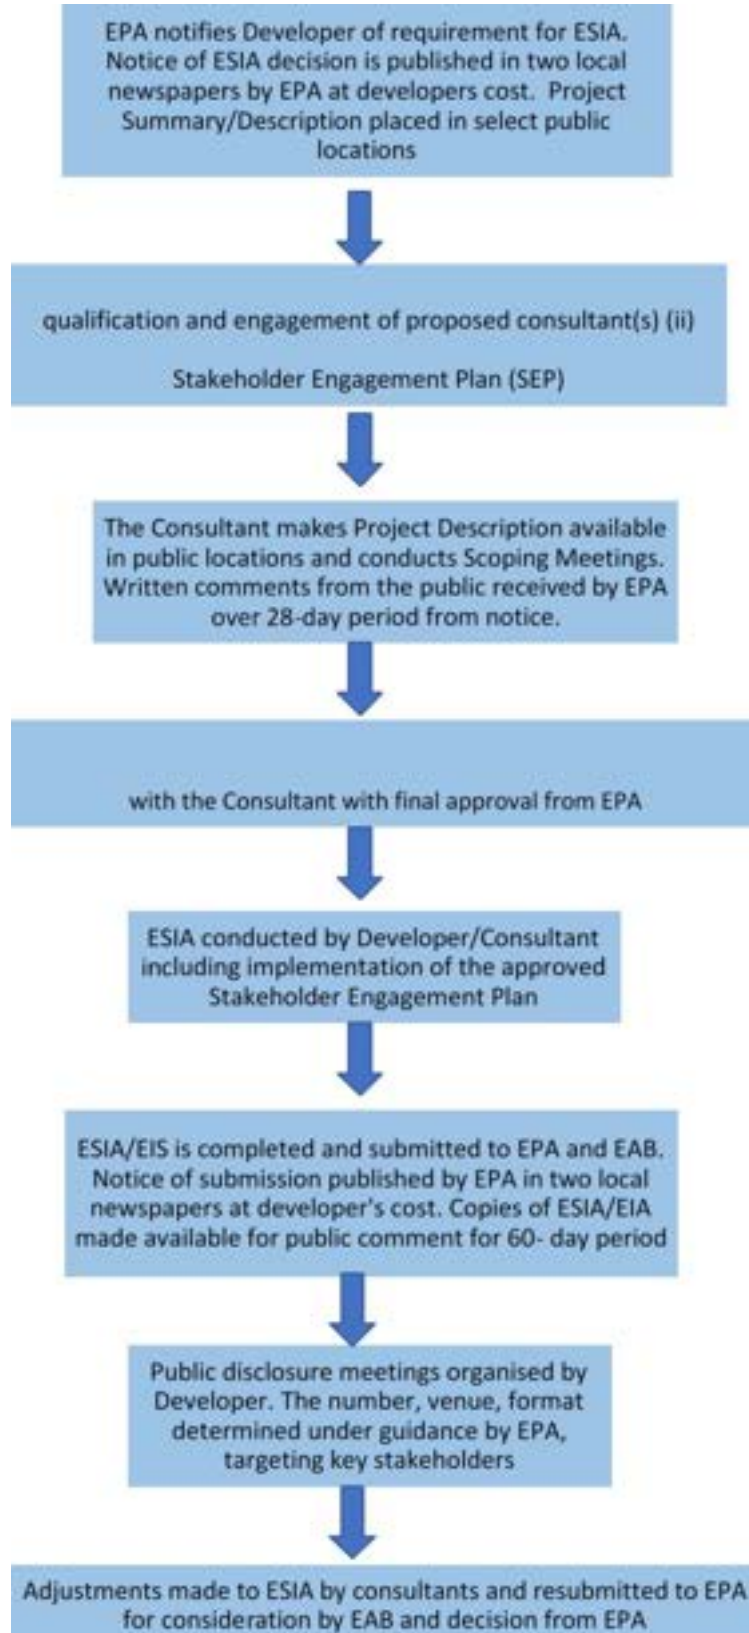 EPA notifies Developer of requirement for ESIA.
Notice of ESIA decision is published in two local
newspapers by EPA at developers cost. Project
Summary/Description placed in select public
locations
qualification and engagement of proposed consultant(s) (ii)
Stakeholder Engagement Plan (SEP)
The Consultant makes Project Description available
in public locations and conducts Scoping Meetings.
Written comments from the public received by EPA
over 28-day period from notice.
with the Consultant with final approval from EPA
ESIA conducted by Developer/Consultant
including implementation of the approved
Stakeholder Engagement Plan
ESIA/EIS is completed and submitted to EPA and EAB.
Notice of submission published by EPA in two local
newspapers at developer's cost. Copies of ESIA/EIA
made available for public comment for 60- day period
Public disclosure meetings organised by
Developer. The number, venue, format
determined under guidance by EPA,
targeting key stakeholders
Adjustments made to ESIA by consultants and resubmitted to EPA
for consideration by EAB and decision from EPA